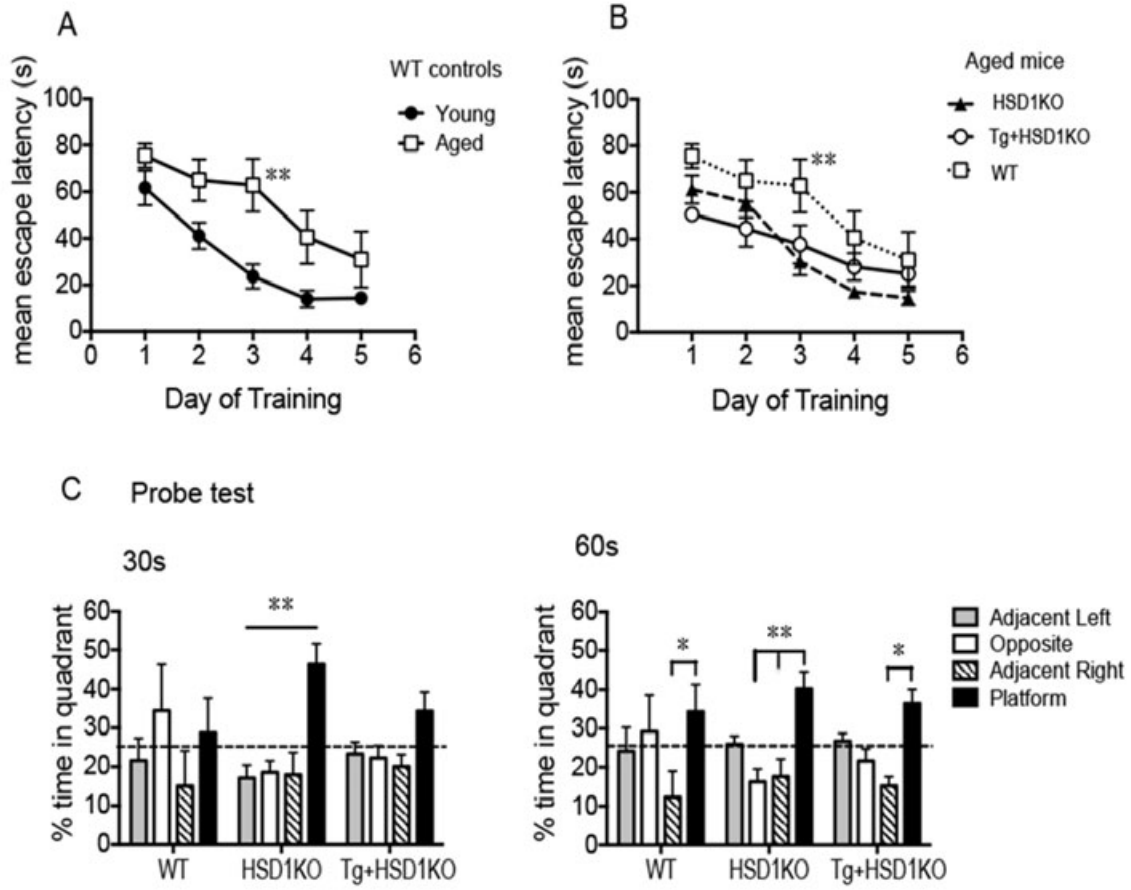 A
WT controls
Young
Aged
mean escape latency (s)
100
80
60
40
20
0
**
0 1 2 3 4 5 6
Day of Training
B
Aged mice
HSD1KO
Tg+HSD1KO
WT
mean escape latency (s)
100
80
60
40
20
0
**
1 2 3 4 5 6
Day of Training
C Probe test
30s
% time in quadrant
60
50
40
30
20
10
0
**
WT HSD1KO Tg+HSD1KO
60s
% time in quadrant
60
50
40
30
20
10
0
* ** *
WT HSD1KO Tg+HSD1KO
Adjacent Left
Opposite
Adjacent Right
Platform